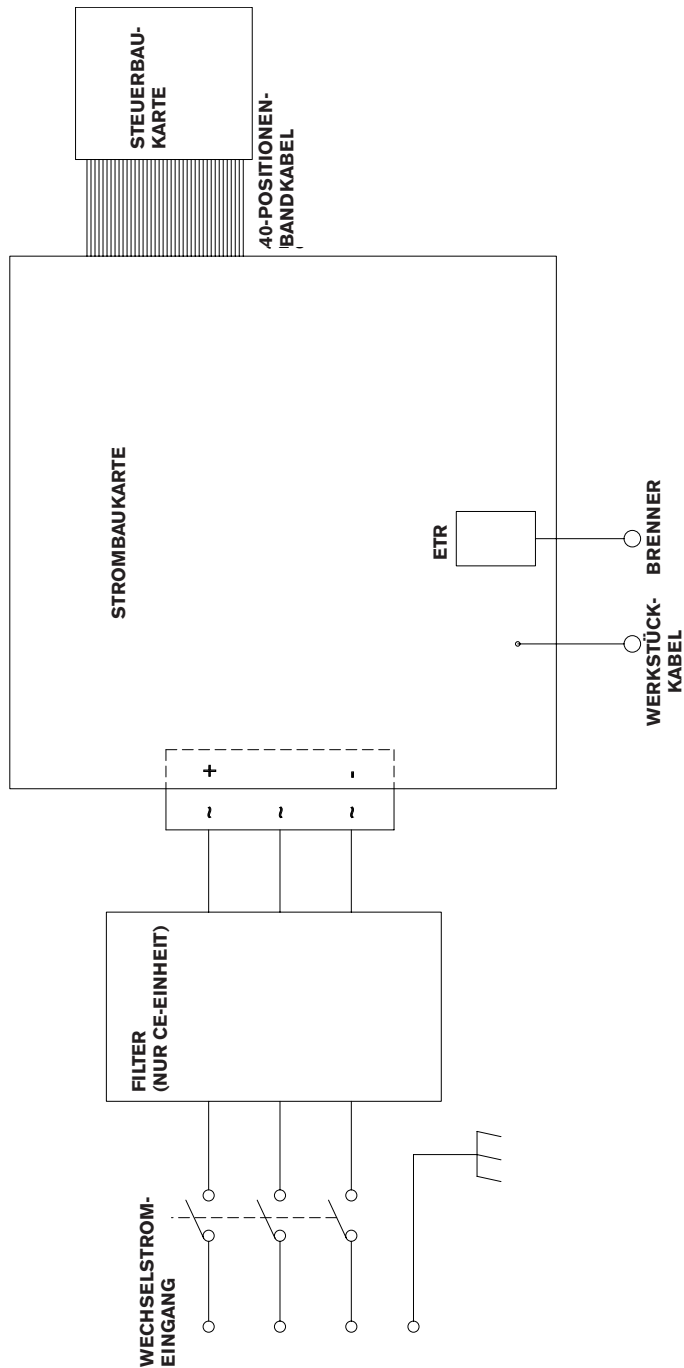 WECHSELSTROM-
EINGANG
FILTER
(NUR CE-EINHEIT)
~
~
~
+
-
STROMBAUKARTE
ETR
WERKSTÜCK-
KABEL
BRENNER
40-POSITIONEN-
BANDKABEL
STEUERBAU-
KARTE